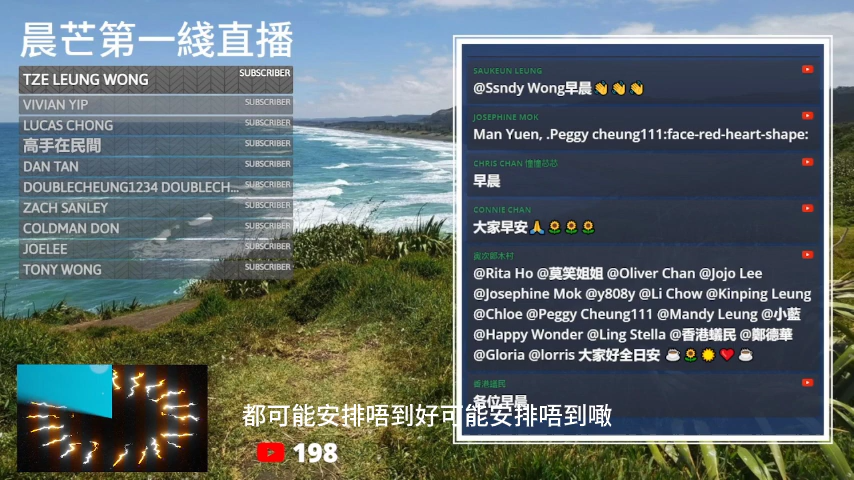 晨芒第一綫直播
TZE LEUNG WONG SUBSCRIBER
VIVIAN YIP SUBSCRIBER
LUCAS CHONG SUBSCRIBER
高手在民間 SUBSCRIBER
DAN TAN SUBSCRIBER
DOUBLECHEUNG1234 DOUBLECH... SUBSCRIBER
ZACH SANLEY SUBSCRIBER
COLDMAN DON SUBSCRIBER
JOELEE SUBSCRIBER
TONY WONG SUBSCRIBER
SAUKEUN LEUNG
@Ssndy Wong早晨👏👏👏
JOSEPHINE MOK
Man Yuen, .Peggy cheung111:face-red-heart-shape:
CHRIS CHAN
早晨
CONNIE CHAN
大家早安🙏🌻🌻🌻
@Rita Ho @莫笑姐姐 @Oliver Chan @Jojo Lee
@Josephine Mok @y808y @Li Chow @Kinping Leung
@Chloe @Peggy Cheung111 @Mandy Leung @小藍
@Happy Wonder @Ling Stella @香港蟻民 @鄭德華
@Gloria @lorris 大家好全日安 ☕🌻🌞❤️☕
香港蟻民
各位早晨
都可能安排唔到好可能安排唔到噉
198